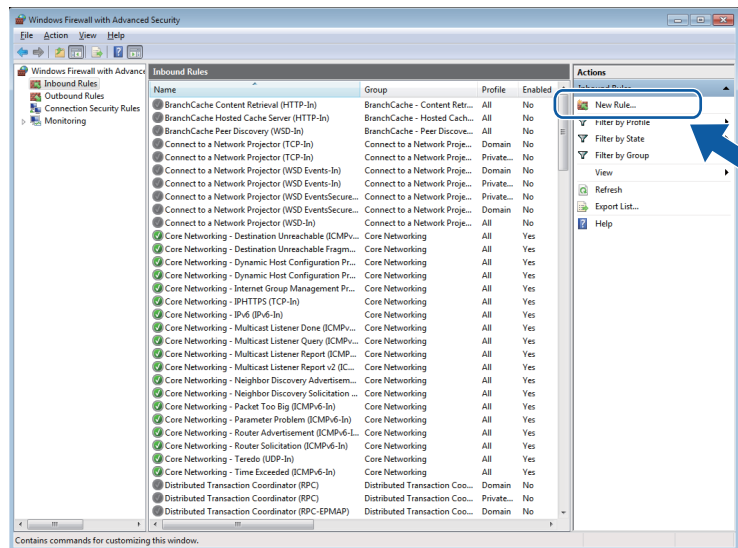 Windows Firewall with Advanced Security
File Action View Help
Windows Firewall with Advance
Inbound Rules
Outbound Rules
Connection Security Rules
Monitoring
Inbound Rules
Name Group Profile Enabled
BranchCache Content Retrieval (HTTP-In) BranchCache - Content Retr... All No
BranchCache Hosted Cache Server (HTTP-In) BranchCache - Hosted Cach... All No
BranchCache Peer Discovery (WSD-In) BranchCache - Peer Discove... All No
Connect to a Network Projector (TCP-In) Connect to a Network Proje... Domain No
Connect to a Network Projector (TCP-In) Connect to a Network Proje... Private... No
Connect to a Network Projector (WSD Events-In) Connect to a Network Proje... Domain No
Connect to a Network Projector (WSD Events-In) Connect to a Network Proje... Private... No
Connect to a Network Projector (WSD EventsSecure... Connect to a Network Proje... Private... No
Connect to a Network Projector (WSD EventsSecure... Connect to a Network Proje... Domain No
Connect to a Network Projector (WSD-In) Connect to a Network Proje... All No
Core Networking - Destination Unreachable (ICMPv... Core Networking All Yes
Core Networking - Destination Unreachable Fragm... Core Networking All Yes
Core Networking - Dynamic Host Configuration Pr... Core Networking All Yes
Core Networking - Dynamic Host Configuration Pr... Core Networking All Yes
Core Networking - Internet Group Management Pr... Core Networking All Yes
Core Networking - IPHTTPS (TCP-In) Core Networking All Yes
Core Networking - IPv6 (IPv6-In) Core Networking All Yes
Core Networking - Multicast Listener Done (ICMPv... Core Networking All Yes
Core Networking - Multicast Listener Query (ICMPv... Core Networking All Yes
Core Networking - Multicast Listener Report (ICMP... Core Networking All Yes
Core Networking - Multicast Listener Report v2 (IC... Core Networking All Yes
Core Networking - Neighbor Discovery Advertisem... Core Networking All Yes
Core Networking - Neighbor Discovery Solicitation ... Core Networking All Yes
Core Networking - Packet Too Big (ICMPv6-In) Core Networking All Yes
Core Networking - Parameter Problem (ICMPv6-In) Core Networking All Yes
Core Networking - Router Advertisement (ICMPv6-I... Core Networking All Yes
Core Networking - Router Solicitation (ICMPv6-In) Core Networking All Yes
Core Networking - Teredo (UDP-In) Core Networking All Yes
Core Networking - Time Exceeded (ICMPv6-In) Core Networking All Yes
Distributed Transaction Coordinator (RPC) Distributed Transaction Coo... Domain No
Distributed Transaction Coordinator (RPC) Distributed Transaction Coo... Private... No
Distributed Transaction Coordinator (RPC-EPMAP) Distributed Transaction Coo... Domain No
Actions
Inbound Rules
New Rule...
Filter by Profile
Filter by State
Filter by Group
View
Refresh
Export List...
Help
Contains commands for customizing this window.